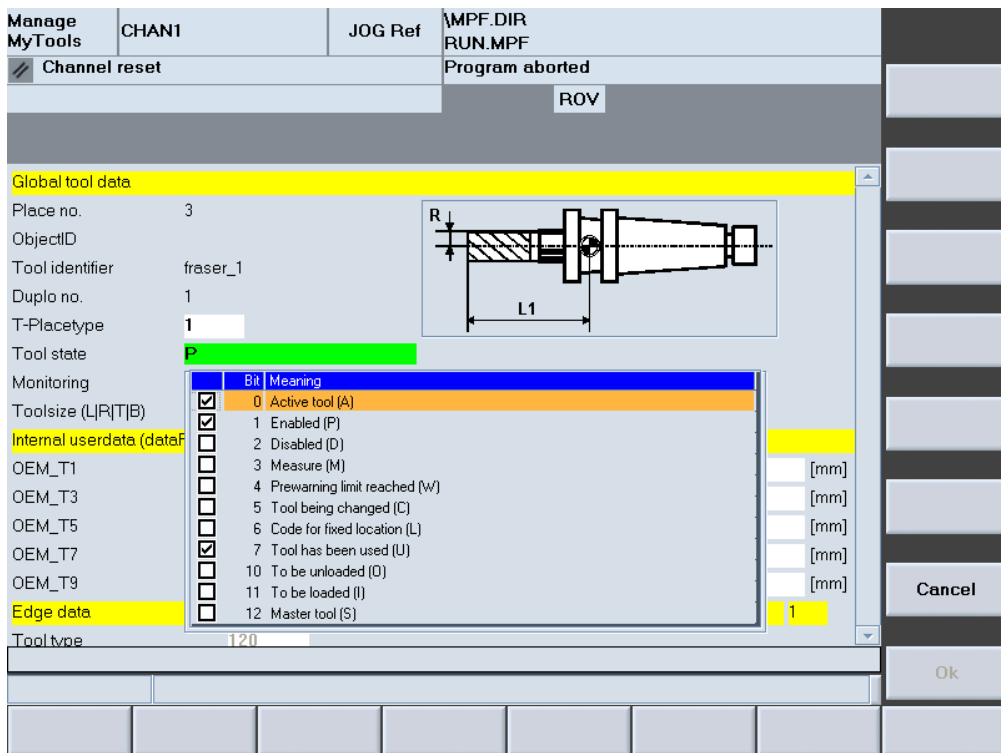 Manage MyTools
CHAN1
JOG Ref
\MPF.DIR
RUN.MPF
Channel reset
Program aborted
ROV
Global tool data
Place no. 3
ObjectID
Tool identifier fraser_1
Duplo no. 1
T-Placetype 1
Tool state P
Monitoring
Toolsize (L|R|T|B)
Internal userdata (dataF
OEM_T1 [mm]
OEM_T3 [mm]
OEM_T5 [mm]
OEM_T7 [mm]
OEM_T9 [mm]
Edge data 1
Tool type 120
R
L1
Bit Meaning
0 Active tool (A)
1 Enabled (P)
2 Disabled (D)
3 Measure (M)
4 Prewarning limit reached (W)
5 Tool being changed (C)
6 Code for fixed location (L)
7 Tool has been used (U)
10 To be unloaded (O)
11 To be loaded (I)
12 Master tool (S)
Cancel
Ok